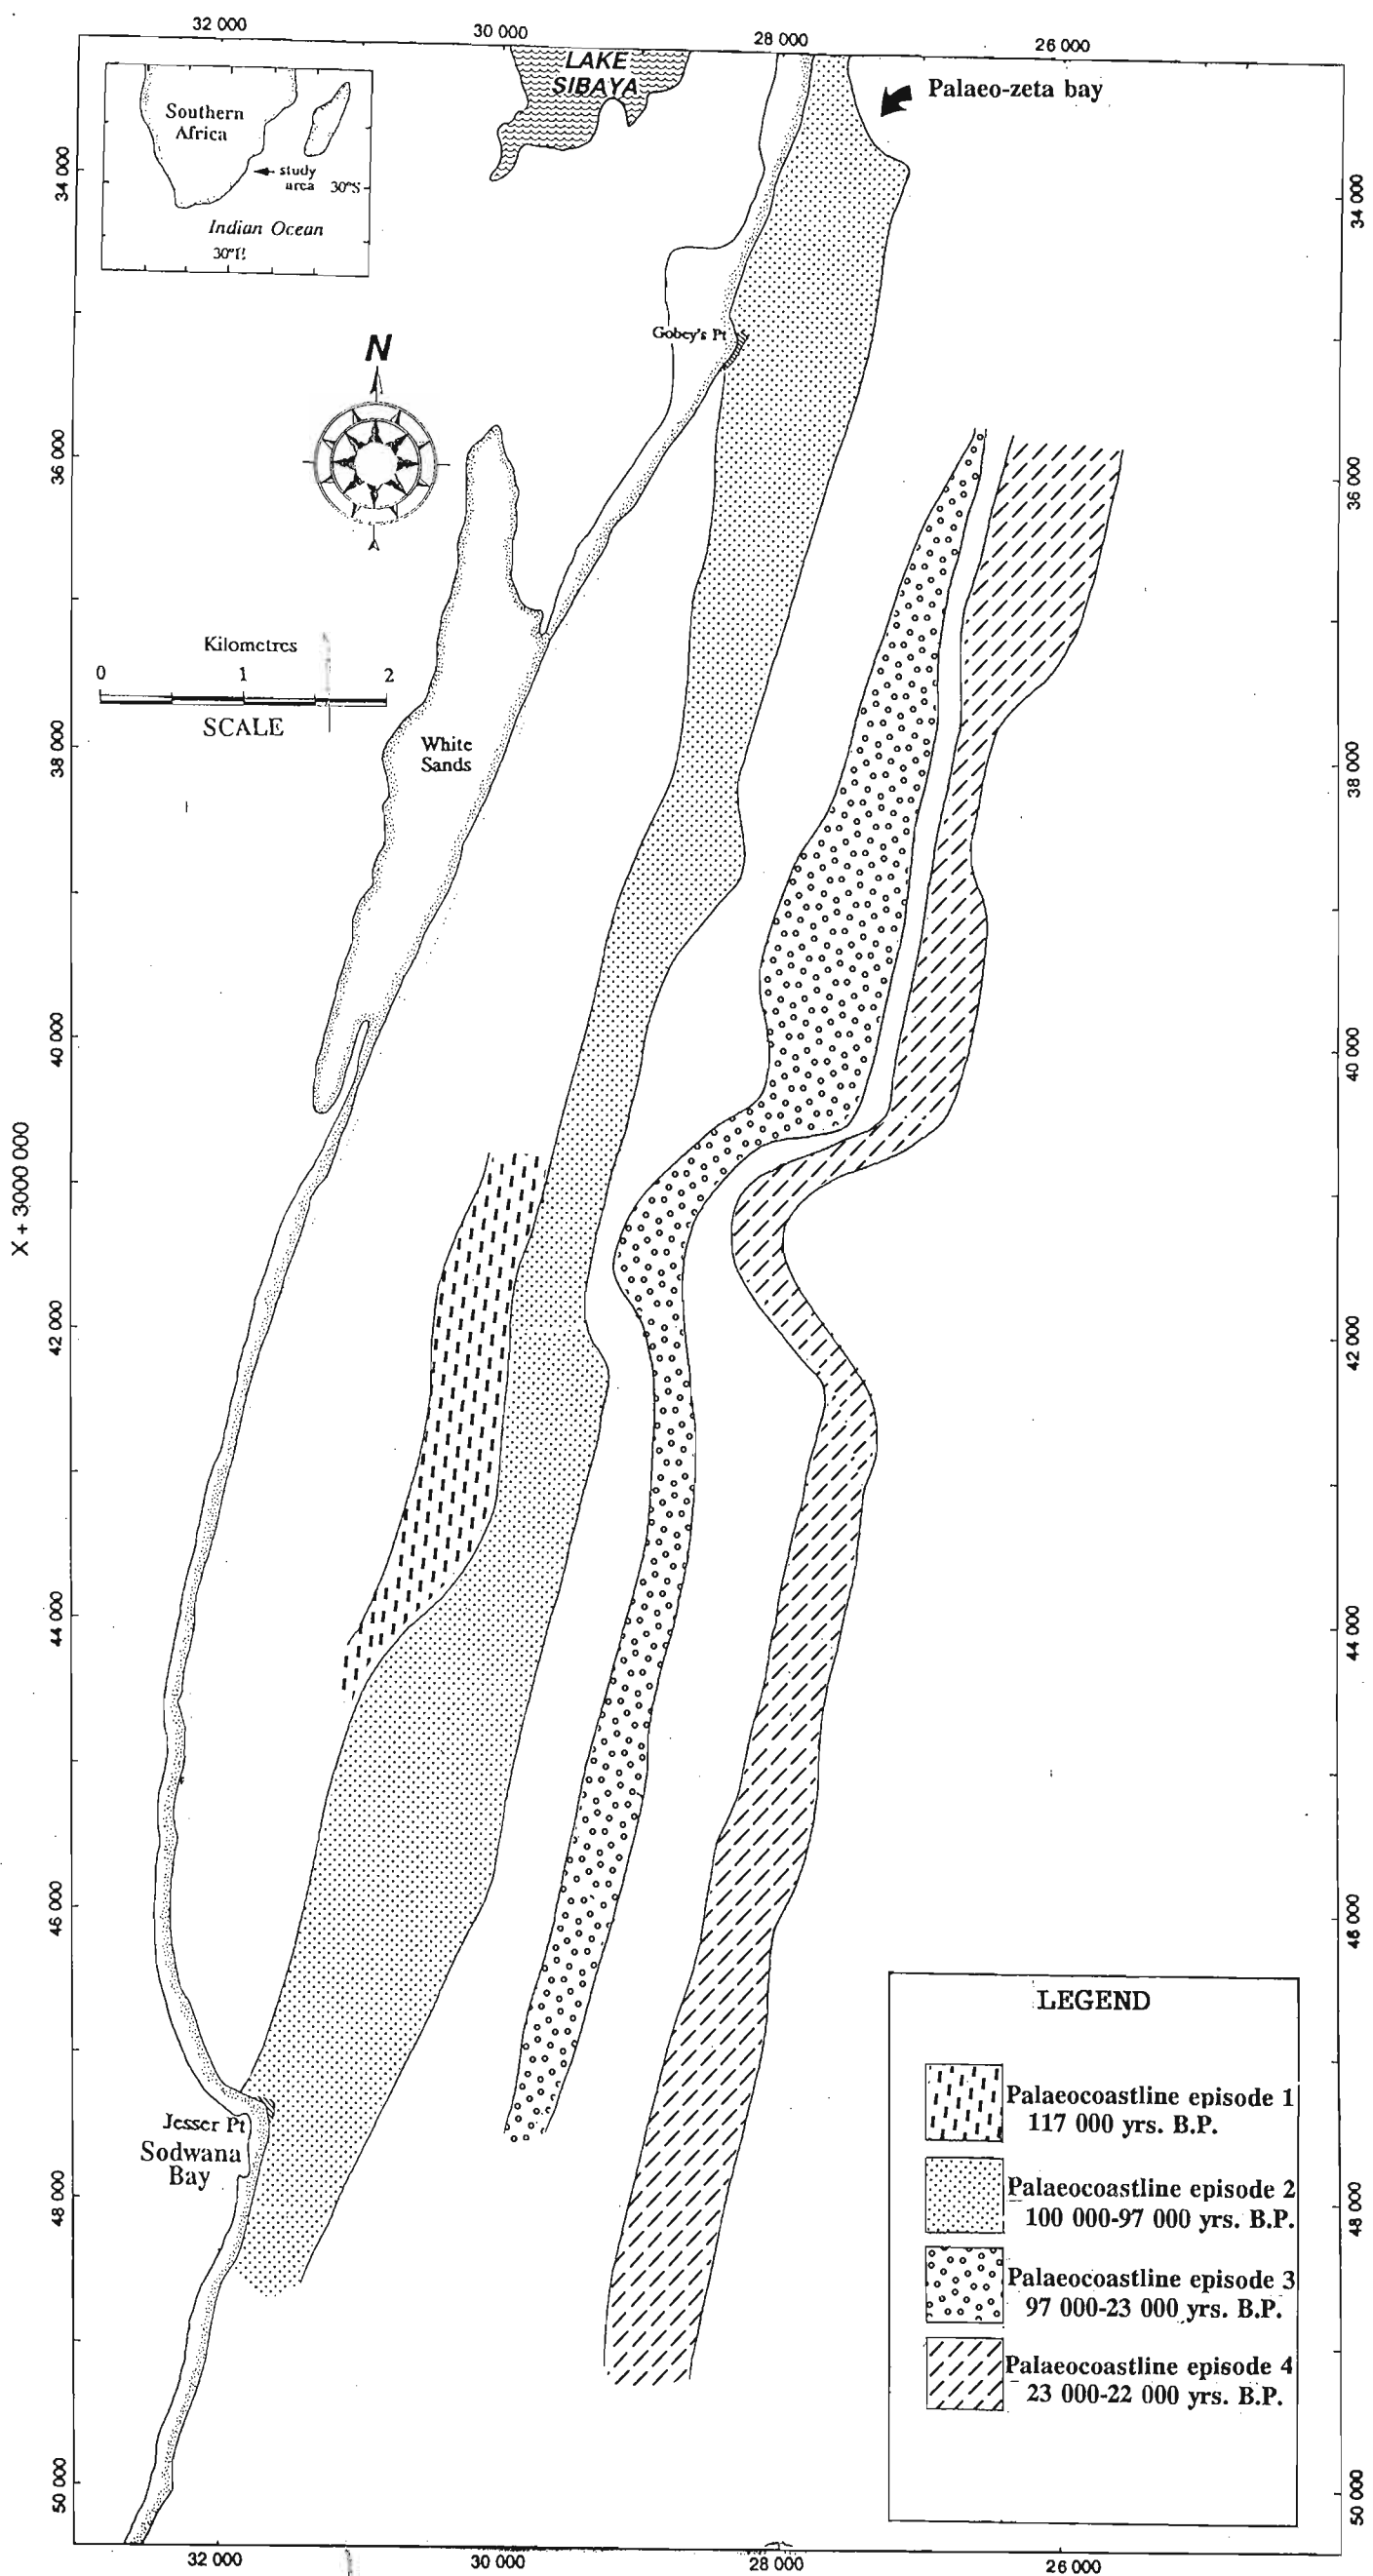 32 000
30 000
28 000
26 000
LAKE
SIBAYA
Palaeo-zeta bay
Southern
Africa
study
area
30°S
Indian Ocean
34 000
34 000
Gobey's Pt
N
36 000
36 000
Kilometres
0 1 2
SCALE
White
Sands
38 000
38 000
40 000
40 000
X + 3000 000
42 000
42 000
44 000
44 000
46 000
46 000
LEGEND
Palaeocoastline episode 1
117 000 yrs. B.P.
Palaeocoastline episode 2
100 000-97 000 yrs. B.P.
Palaeocoastline episode 3
97 000-23 000 yrs. B.P.
Palaeocoastline episode 4
23 000-22 000 yrs. B.P.
Jesser Pt
Sodwana
Bay
48 000
48 000
50 000
50 000
32 000
30 000
28 000
26 000